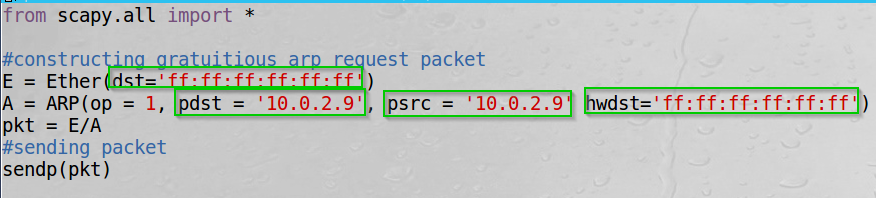 from scapy.all import *
#constructing gratuitious arp request packet
E = Ether(dst='ff:ff:ff:ff:ff:ff')
A = ARP(op = 1, pdst = '10.0.2.9', psrc = '10.0.2.9' hwdst='ff:ff:ff:ff:ff:ff')
pkt = E/A
#sending packet
sendp(pkt)